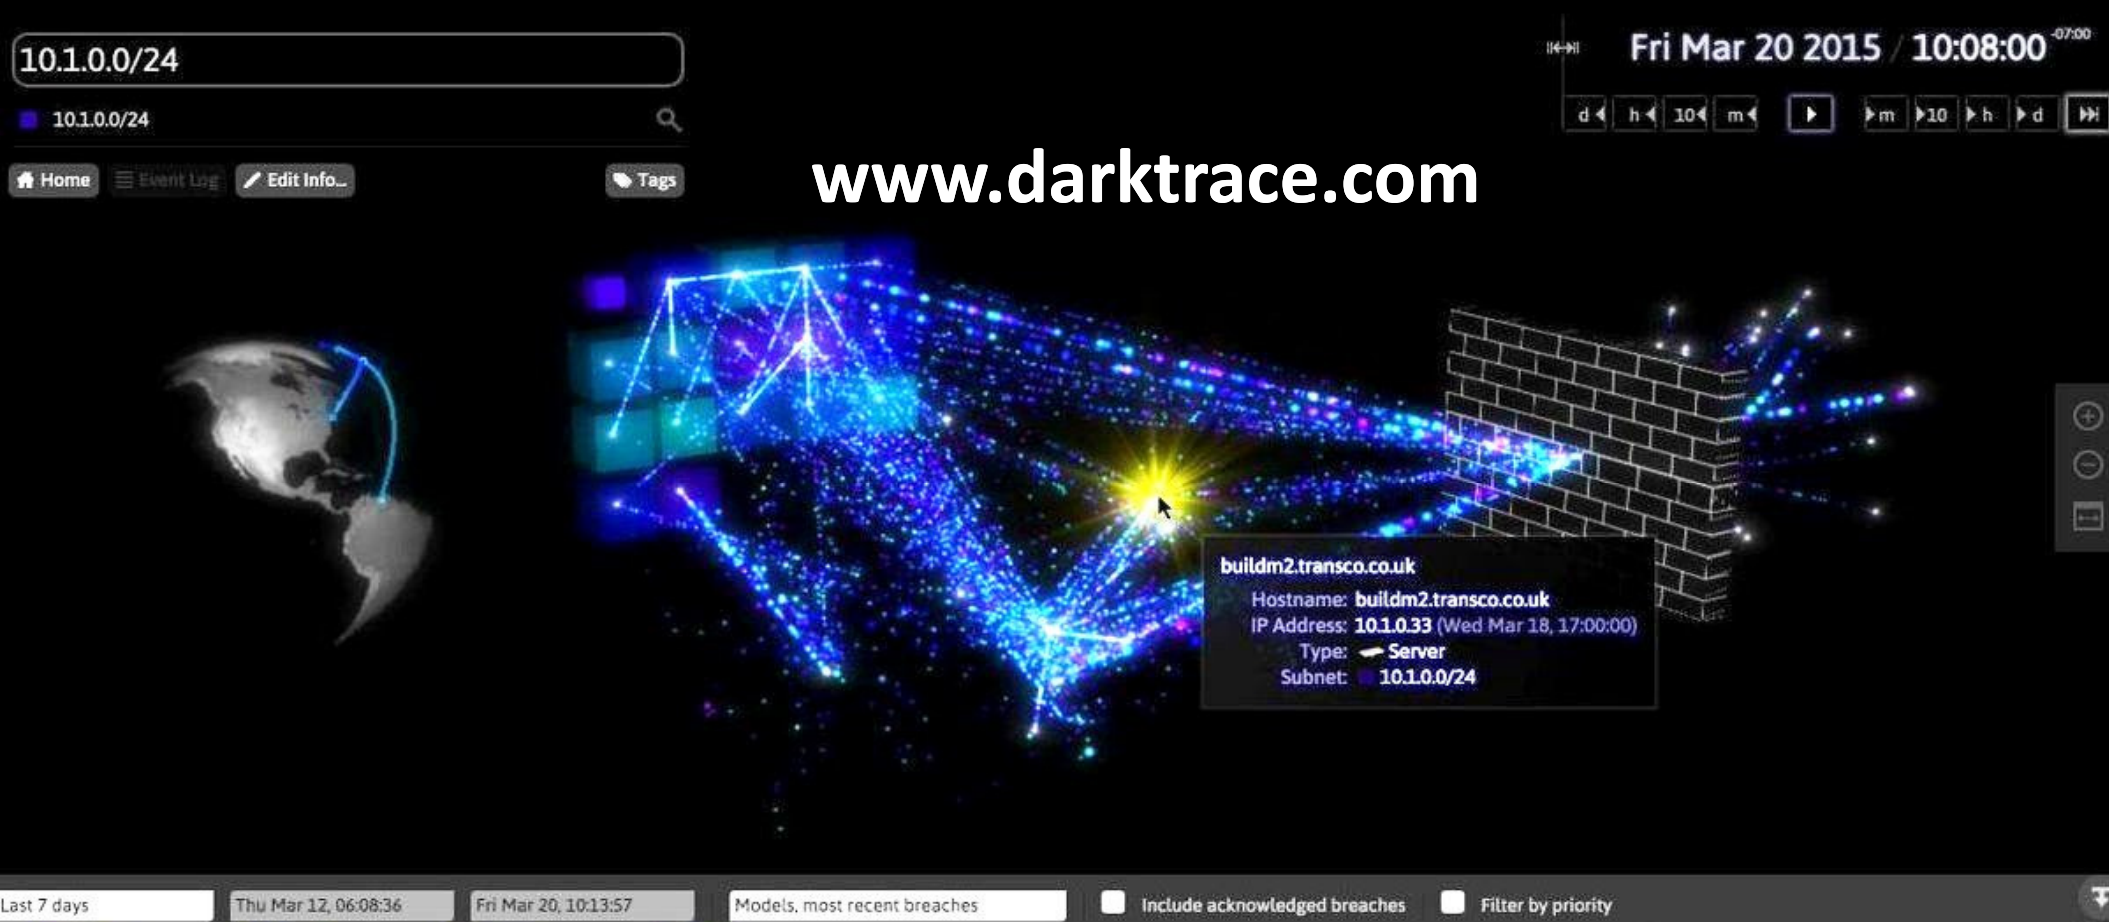 10.1.0.0/24
Fri Mar 20 2015 / 10:08:00 -07:00
10.1.0.0/24
d h 10 m m 10 h d
Home Event Log Edit Info... Tags
www.darktrace.com
buildm2.transco.co.uk
Hostname: buildm2.transco.co.uk
IP Address: 10.1.0.33 (Wed Mar 18, 17:00:00)
Type: Server
Subnet: 10.1.0.0/24
Last 7 days Thu Mar 12, 06:08:36 Fri Mar 20, 10:13:57 Models, most recent breaches Include acknowledged breaches Filter by priority